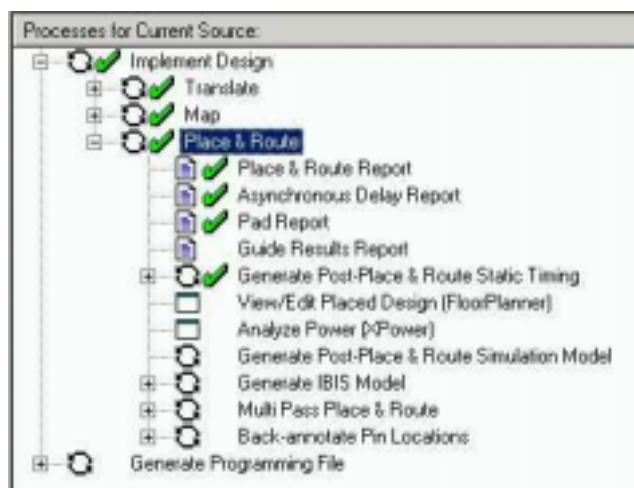 Processes for Current Source:
Implement Design
Translate
Map
Place & Route
Place & Route Report
Asynchronous Delay Report
Pad Report
Guide Results Report
Generate Post-Place & Route Static Timing
View/Edit Placed Design (FloorPlanner)
Analyze Power (XPower)
Generate Post-Place & Route Simulation Model
Generate IBIS Model
Multi Pass Place & Route
Back-annotate Pin Locations
Generate Programming File